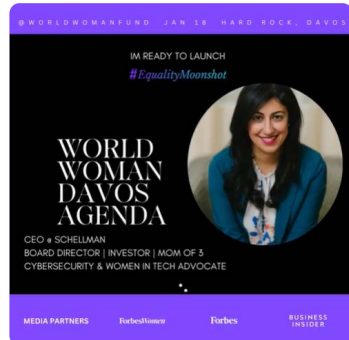 @WORLDWOMANFUND JAN 18 HARD ROCK, DAVOS
IM READY TO LAUNCH
#EqualityMoonshot
WORLD
WOMAN
DAVOS
AGENDA
CEO @ SCHELLMAN
BOARD DIRECTOR | INVESTOR | MOM OF 3
CYBERSECURITY & WOMEN IN TECH ADVOCATE
MEDIA PARTNERS
ForbesWomen
Forbes
BUSINESS
INSIDER